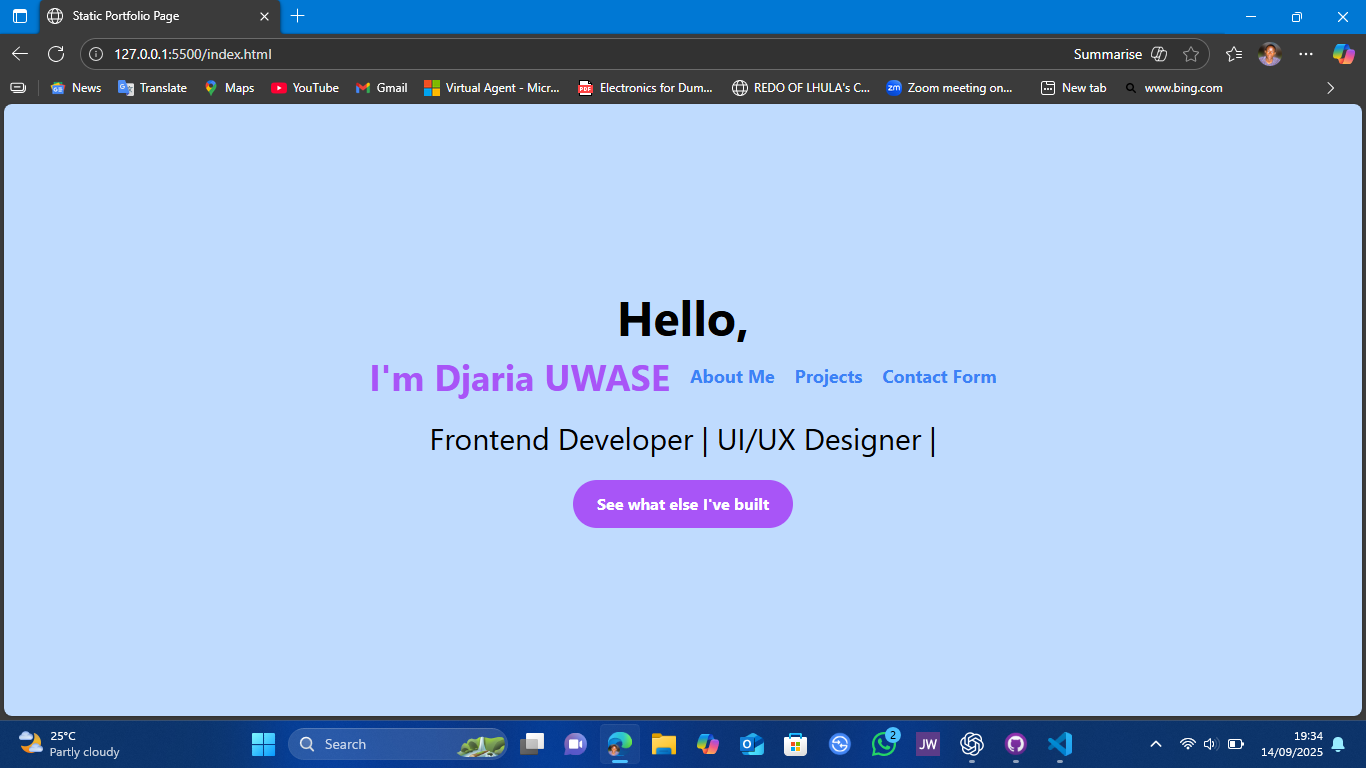 Static Portfolio Page
127.0.0.1:5500/index.html
Summarise
News
Translate
Maps
YouTube
Gmail
Virtual Agent - Micr...
PDF
Electronics for Dum...
REDO OF LHULA's C...
zm
Zoom meeting on...
New tab
www.bing.com
Hello,
I'm Djaria UWASE
About Me
Projects
Contact Form
Frontend Developer | UI/UX Designer |
See what else I've built
25°C
Partly cloudy
Search
2
JW
19:34
14/09/2025